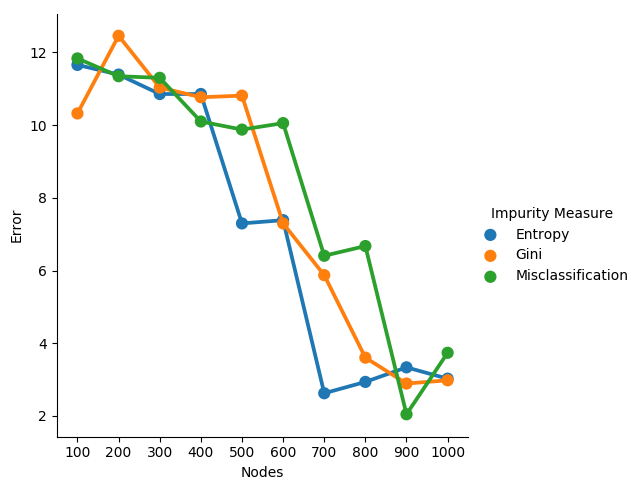 12
10
8
6
4
2
Error
100 200 300 400 500 600 700 800 900 1000
Nodes
Impurity Measure
Entropy
Gini
Misclassification